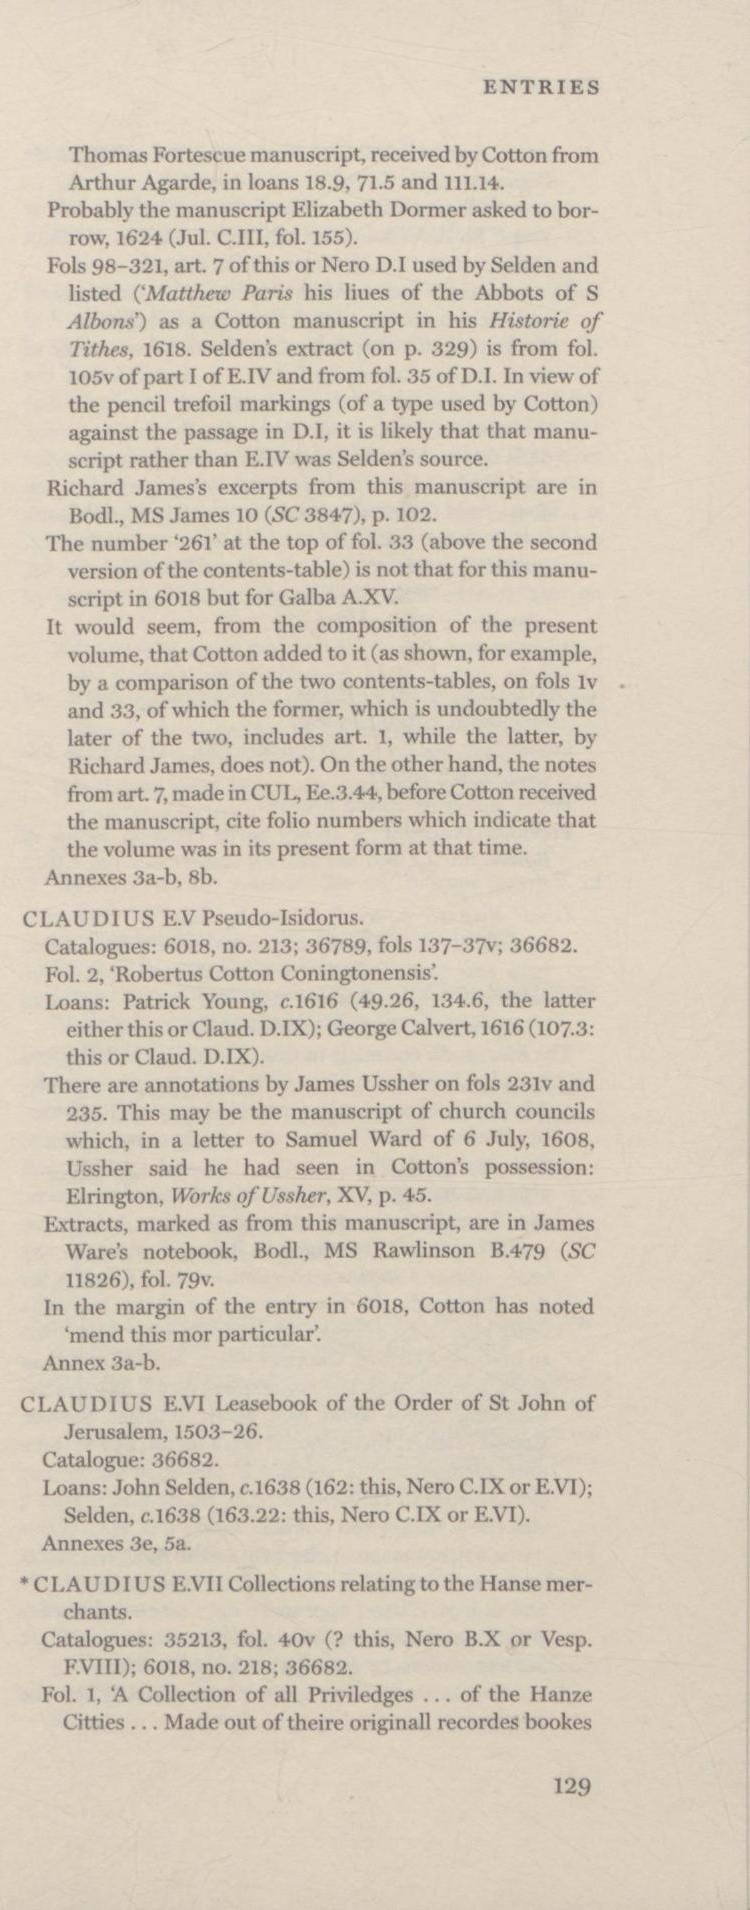 ENTRIES
Thomas Fortescue manuscript, received by Cotton from
Arthur Agarde, in loans 18.9, 71.5 and 111.14.
Probably the manuscript Elizabeth Dormer asked to bor-
row, 1624 (Jul. C.III, fol. 155).
Fols 98–321, art. 7 of this or Nero D.I used by Selden and
listed (‘Matthew Paris his liues of the Abbots of S
Albons’) as a Cotton manuscript in his Historie of
Tithes, 1618. Selden’s extract (on p. 329) is from fol.
105v of part I of E.IV and from fol. 35 of D.I. In view of
the pencil trefoil markings (of a type used by Cotton)
against the passage in D.I, it is likely that that manu-
script rather than E.IV was Selden’s source.
Richard James’s excerpts from this manuscript are in
Bodl., MS James 10 (SC 3847), p. 102.
The number ‘261’ at the top of fol. 33 (above the second
version of the contents-table) is not that for this manu-
script in 6018 but for Galba A.XV.
It would seem, from the composition of the present
volume, that Cotton added to it (as shown, for example,
by a comparison of the two contents-tables, on fols 1v
and 33, of which the former, which is undoubtedly the
later of the two, includes art. 1, while the latter, by
Richard James, does not). On the other hand, the notes
from art. 7, made in CUL, Ee.3.44, before Cotton received
the manuscript, cite folio numbers which indicate that
the volume was in its present form at that time.
Annexes 3a-b, 8b.
CLAUDIUS E.V Pseudo-Isidorus.
Catalogues: 6018, no. 213; 36789, fols 137–37v; 36682.
Fol. 2, ‘Robertus Cotton Coningtonensis’.
Loans: Patrick Young, c.1616 (49.26, 134.6, the latter
either this or Claud. D.IX); George Calvert, 1616 (107.3:
this or Claud. D.IX).
There are annotations by James Ussher on fols 231v and
235. This may be the manuscript of church councils
which, in a letter to Samuel Ward of 6 July, 1608,
Ussher said he had seen in Cotton’s possession:
Elrington, Works of Ussher, XV, p. 45.
Extracts, marked as from this manuscript, are in James
Ware’s notebook, Bodl., MS Rawlinson B.479 (SC
11826), fol. 79v.
In the margin of the entry in 6018, Cotton has noted
‘mend this mor particular’.
Annex 3a-b.
CLAUDIUS E.VI Leasebook of the Order of St John of
Jerusalem, 1503–26.
Catalogue: 36682.
Loans: John Selden, c.1638 (162: this, Nero C.IX or E.VI);
Selden, c.1638 (163.22: this, Nero C.IX or E.VI).
Annexes 3e, 5a.
* CLAUDIUS E.VII Collections relating to the Hanse mer-
chants.
Catalogues: 35213, fol. 40v (? this, Nero B.X or Vesp.
F.VIII); 6018, no. 218; 36682.
Fol. 1, ‘A Collection of all Priviledges ... of the Hanze
Citties ... Made out of theire originall recordes bookes
129